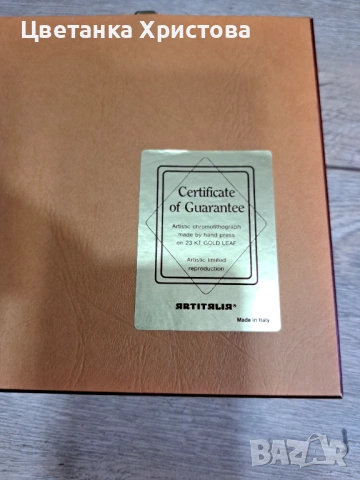 Цветанка Христова
Certificate
of Guarantee
Artistic chromolithograph
made by hand press
on 23 KT GOLD LEAF
Artistic limited
reproduction
ARTITALIA®
Made in Italy
BAZAR